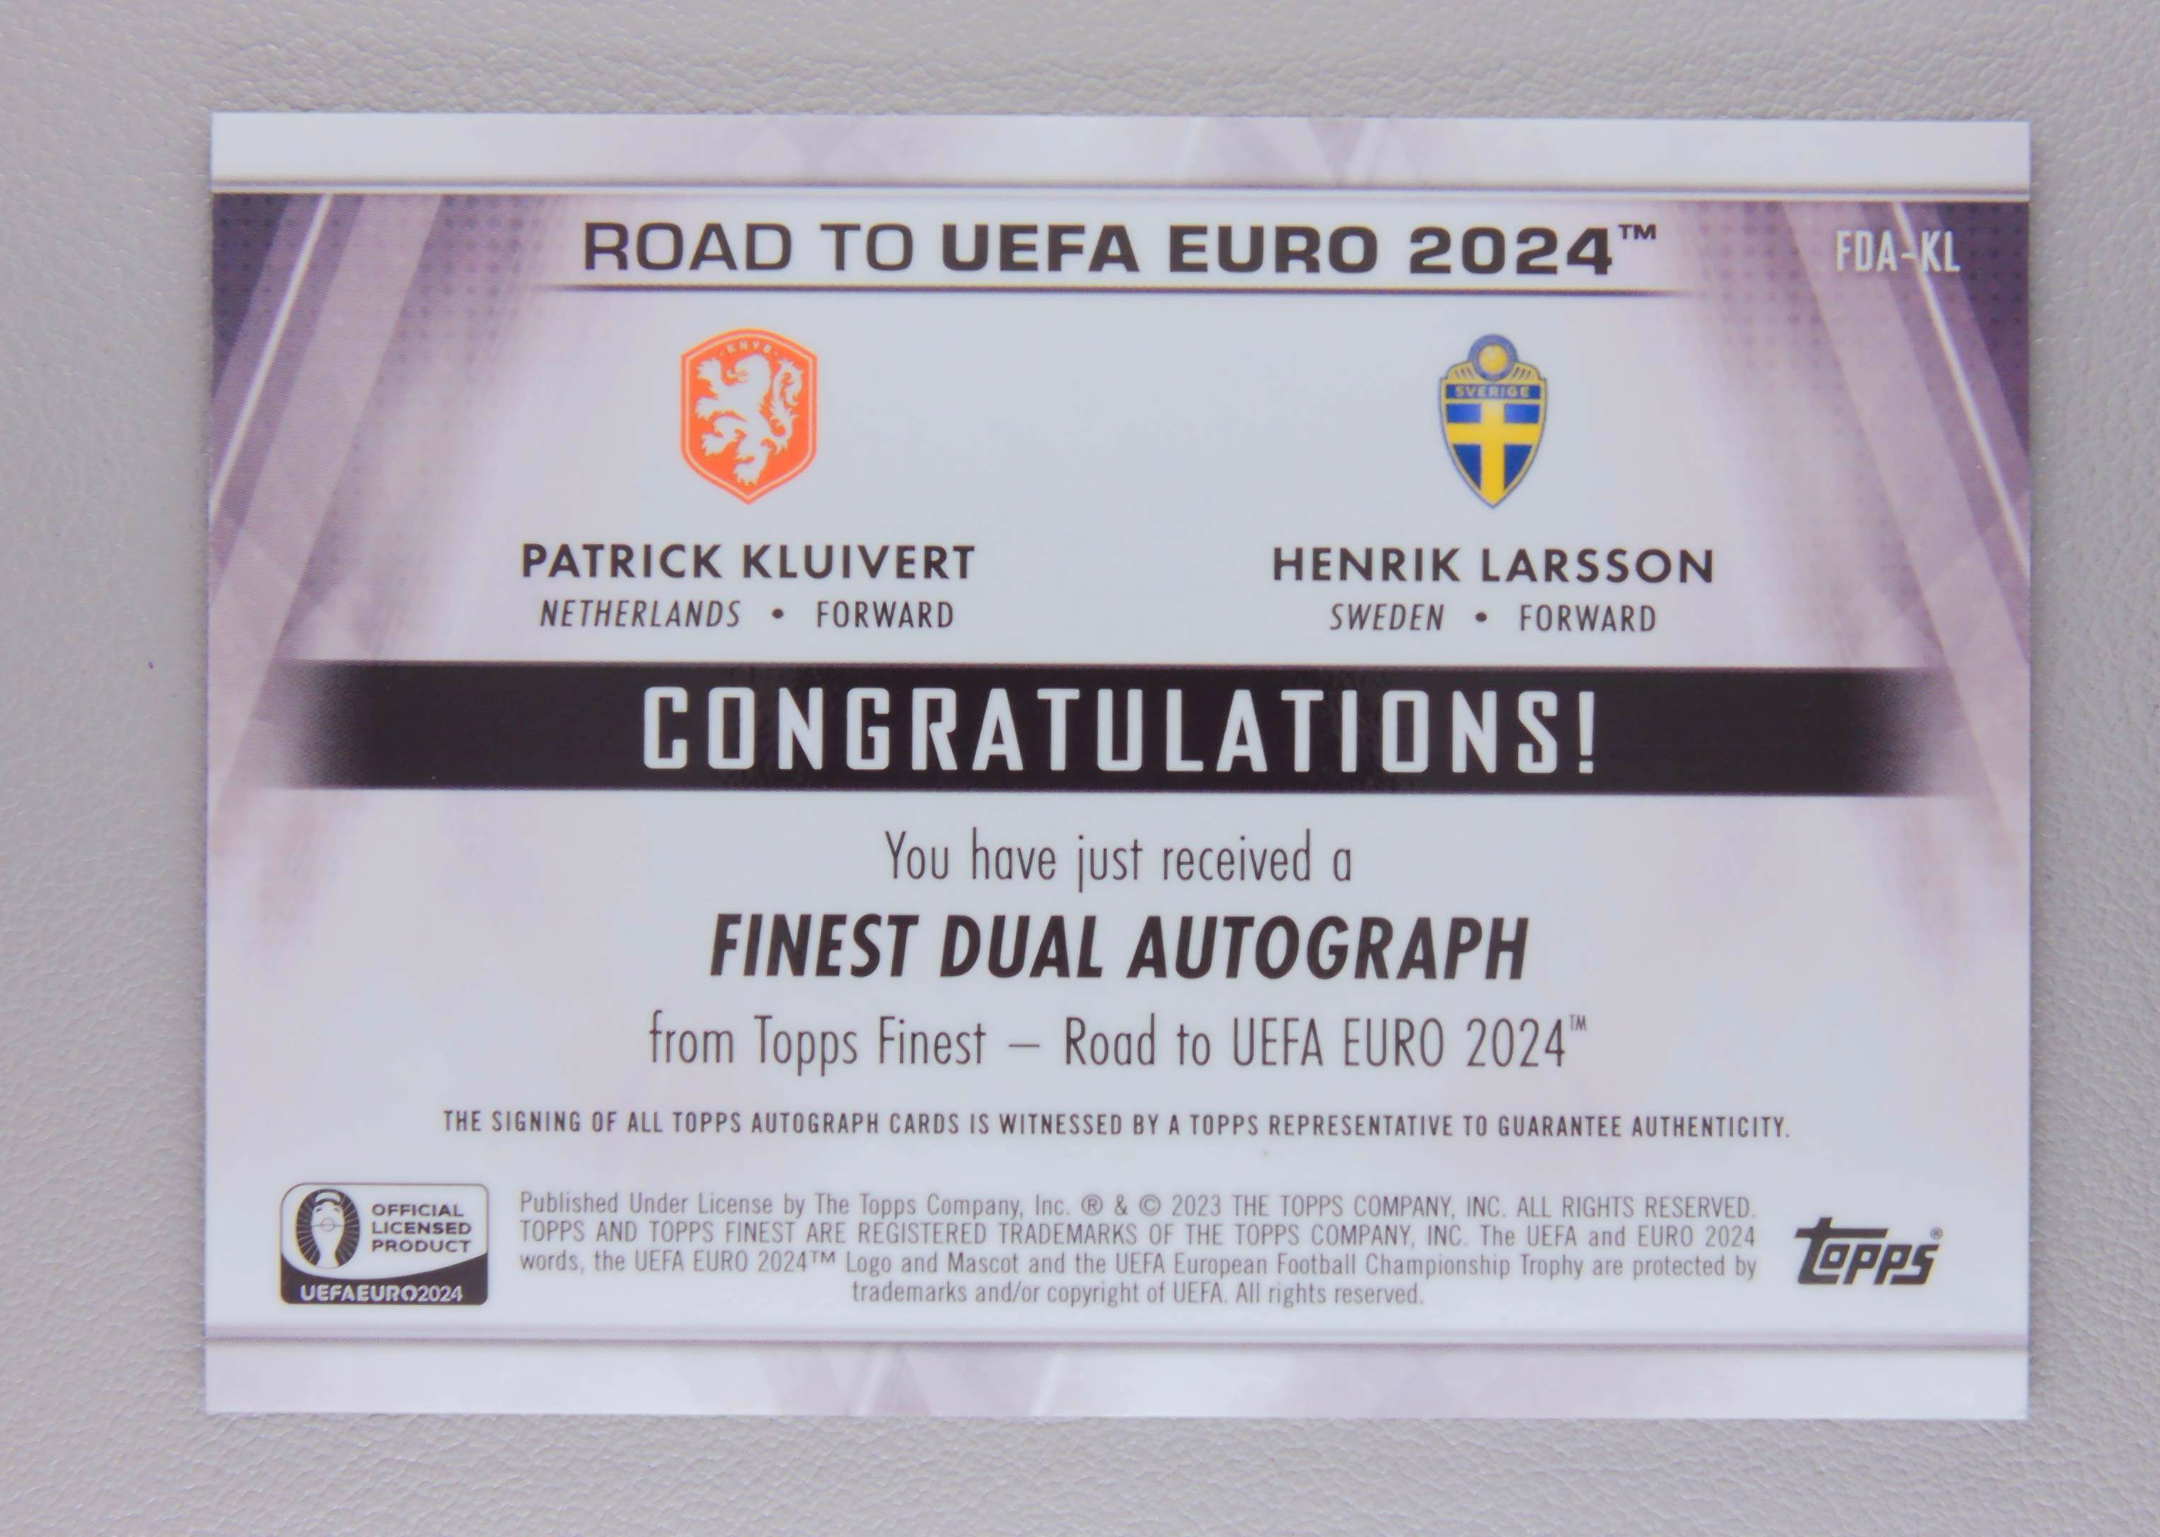 ROAD TO UEFA EURO 2024™
FDA-KL
KNVB
SVERIGE
PATRICK KLUIVERT
NETHERLANDS • FORWARD
HENRIK LARSSON
SWEDEN • FORWARD
CONGRATULATIONS!
You have just received a
FINEST DUAL AUTOGRAPH
from Topps Finest – Road to UEFA EURO 2024™
THE SIGNING OF ALL TOPPS AUTOGRAPH CARDS IS WITNESSED BY A TOPPS REPRESENTATIVE TO GUARANTEE AUTHENTICITY.
OFFICIAL
LICENSED
PRODUCT
UEFAEURO2024
Published Under License by The Topps Company, Inc. ® & © 2023 THE TOPPS COMPANY, INC. ALL RIGHTS RESERVED.
TOPPS AND TOPPS FINEST ARE REGISTERED TRADEMARKS OF THE TOPPS COMPANY, INC. The UEFA and EURO 2024
words, the UEFA EURO 2024™ Logo and Mascot and the UEFA European Football Championship Trophy are protected by
trademarks and/or copyright of UEFA. All rights reserved.
topps®